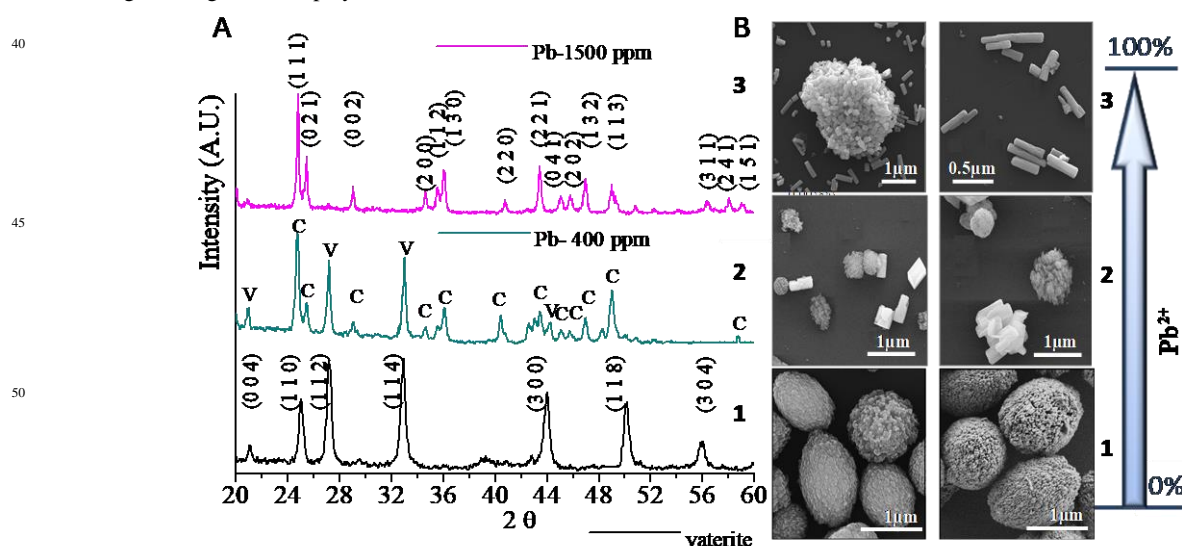 40
45
50
A
B
Intensity (A.U.)
Pb-1500 ppm
(1 1 1)
(0 2 1)
(0 0 2)
(2 0 0)
(1 1 2)
(1 3 0)
(2 2 0)
(2 2 1)
(0 4 1)
(2 0 2)
(1 3 2)
(1 1 3)
(3 1 1)
(2 4 1)
(1 5 1)
3
Pb- 400 ppm
V
C
C
V
C
V
C
C
C
C
V
C C
C
C
C
2
(0 0 4)
(1 1 0)
(1 1 2)
(1 1 4)
(3 0 0)
(1 1 8)
(3 0 4)
1
20 24 28 32 36 40 44 48 52 56 60
2 θ
vaterite
1µm
0.5µm
3
1µm
1µm
2
1µm
1µm
1
100%
Pb2+
0%